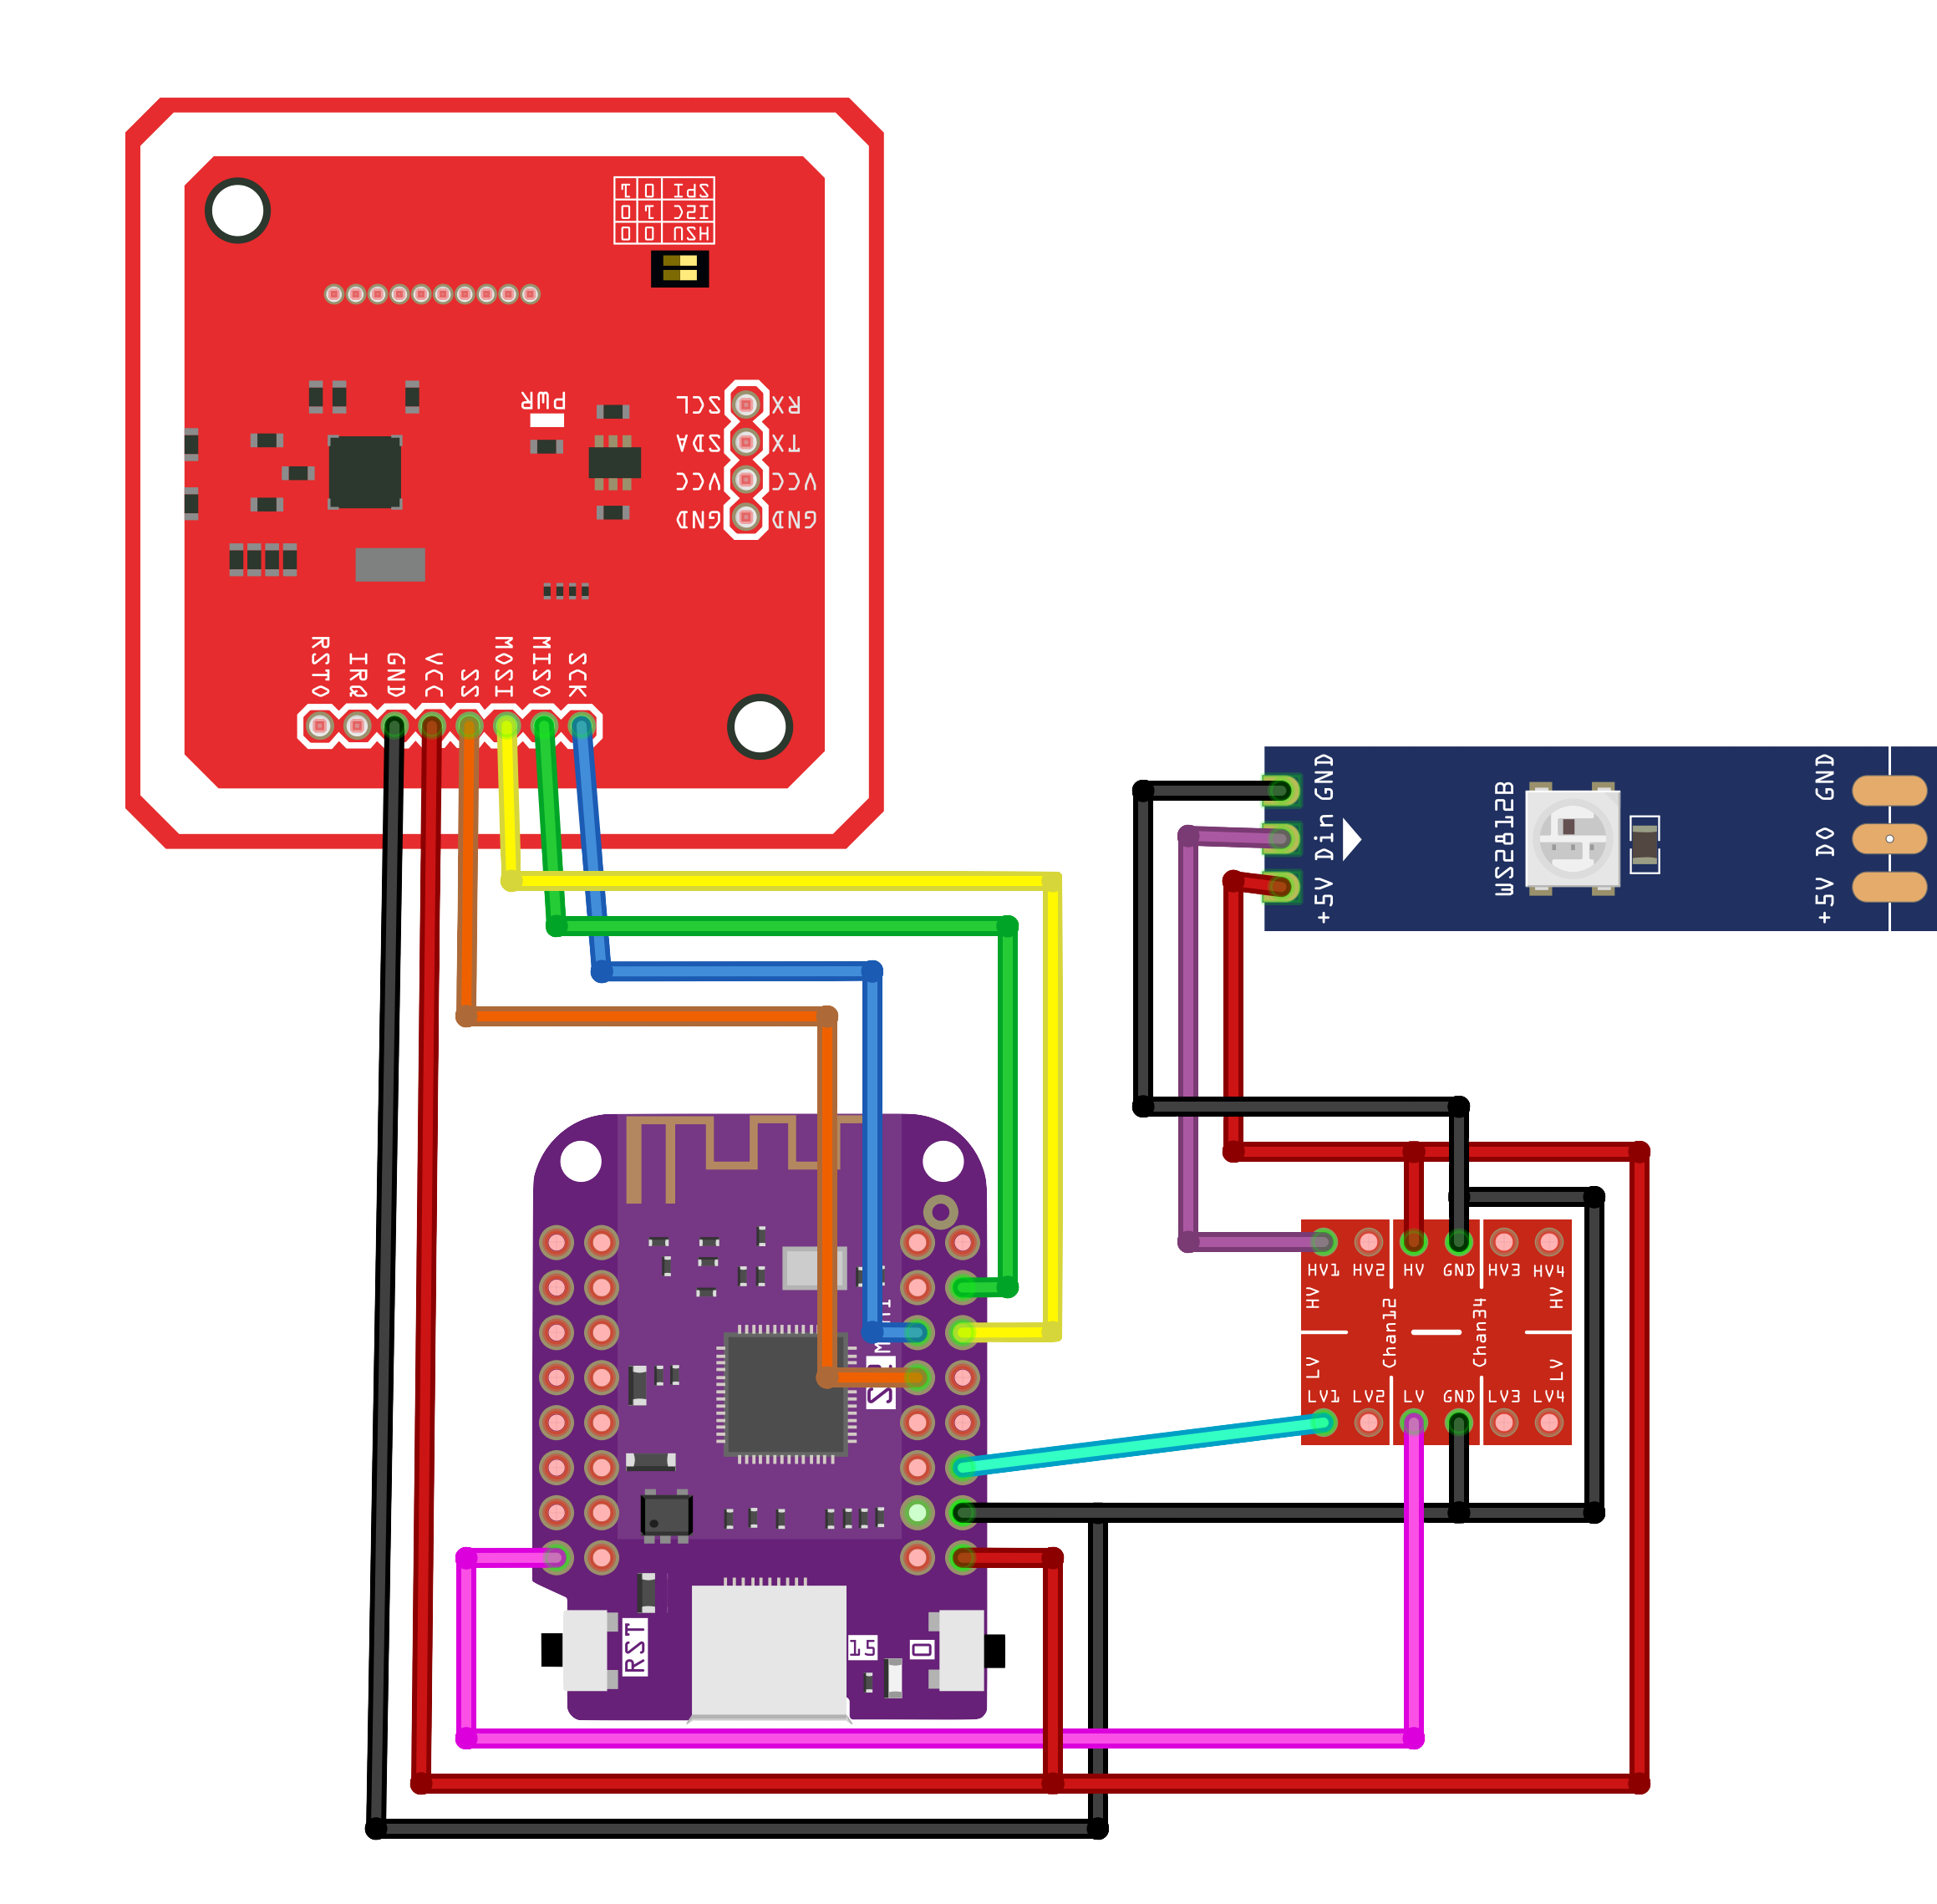 SPI 0 1
I2C 1 0
HSU 0 0
PWR
SCL RX
SDA TX
VCC VCC
GND GND
RSTO
IRQ
GND
VCC
SS
MOSI
MISO
SCK
GND
Din
+5V
WS2812B
GND
DO
+5V
HV1 HV2 HV GND HV3 HV4
HV
HV
Chan12
Chan34
LV
LV
LV1 LV2 LV GND LV3 LV4
RST
15
0